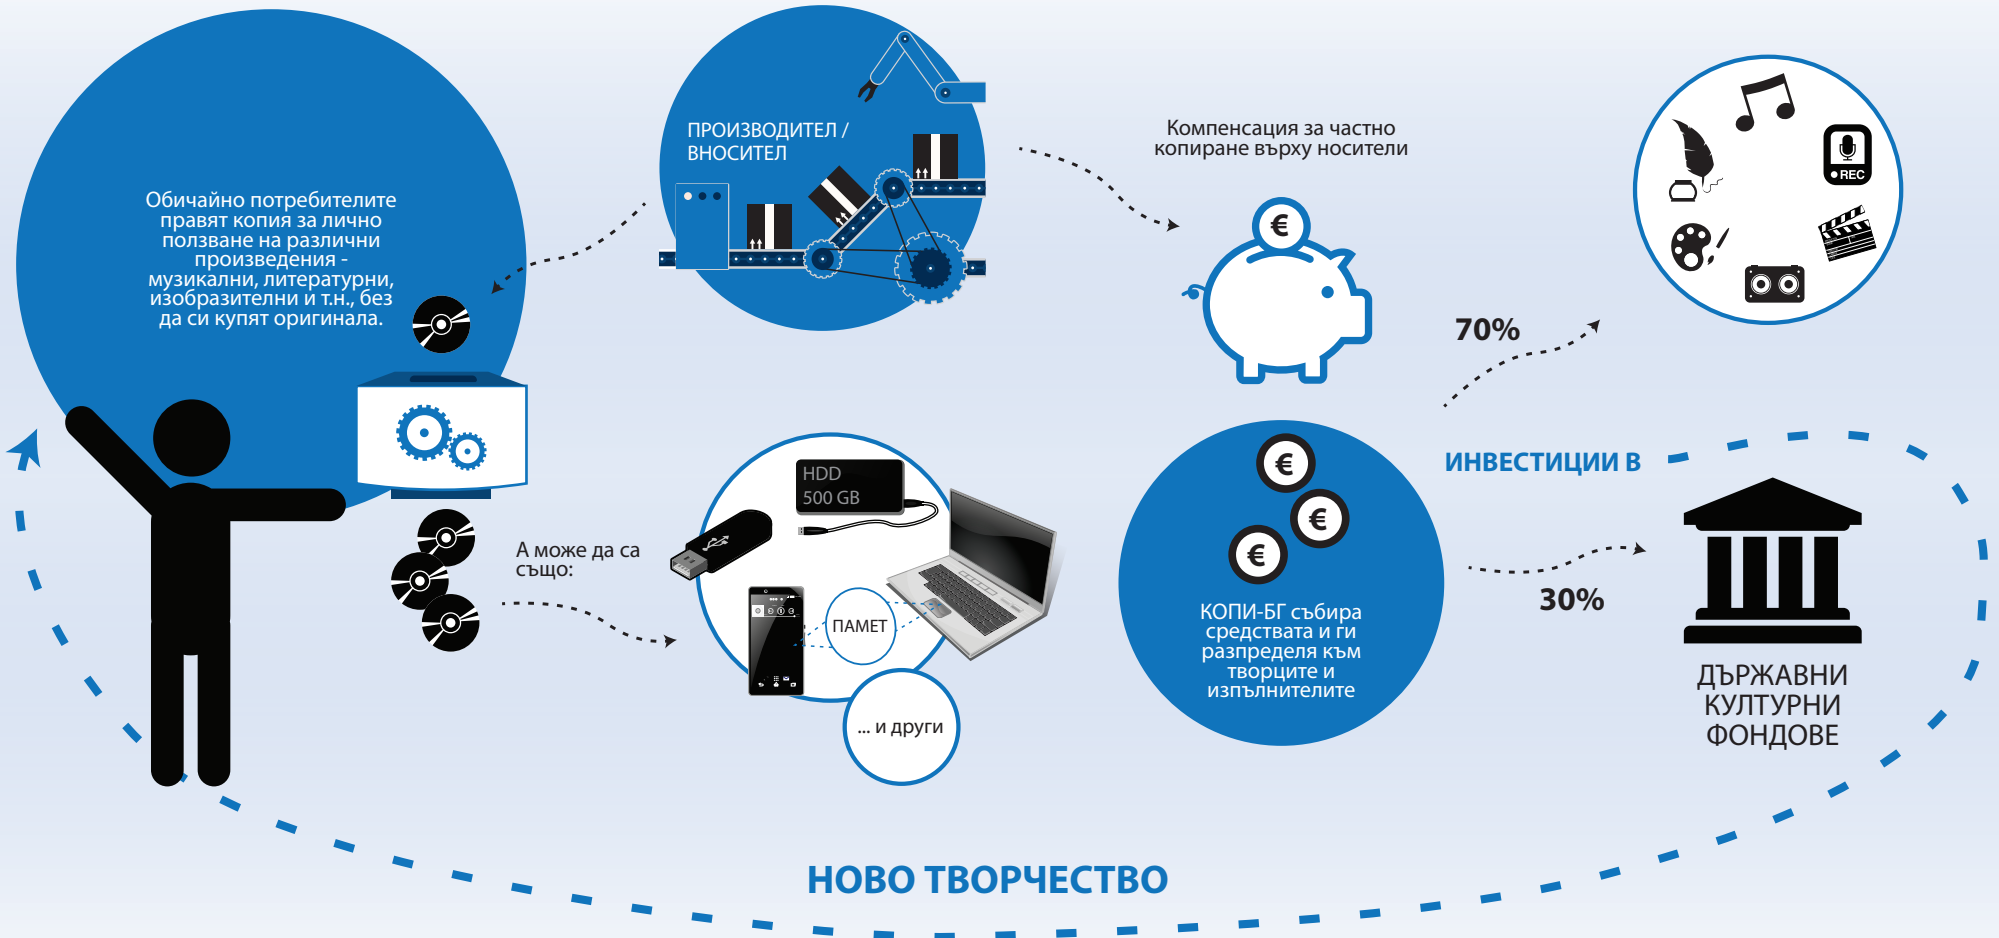 Обичайно потребителите
правят копия за лично
ползване на различни
произведения -
музикални, литературни,
изобразителни и т.н., без
да си купят оригинала.
ПРОИЗВОДИТЕЛ /
ВНОСИТЕЛ
Компенсация за частно
копиране върху носители
€
REC
70%
А може да са
също:
HDD
500 GB
ПАМЕТ
... и други
€
€
€
КОПИ-БГ събира
средствата и ги
разпределя към
творците и
изпълнителите
ИНВЕСТИЦИИ В
30%
ДЪРЖАВНИ
КУЛТУРНИ
ФОНДОВЕ
НОВО ТВОРЧЕСТВО